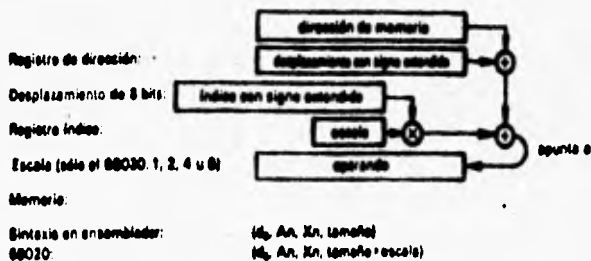 dirección de memoria
Registro de dirección:
desplazamiento con signo extendido
Desplazamiento de 8 bits:
índice con signo extendido
Registro índice:
escala
Escala (sólo el 68030. 1, 2, 4 u 8)
operando
apunta a
Memoria:
Sintaxis en ensamblador: (d₈, An, Xn, tamaño)
68020: (d₈, An, Xn, tamaño*escala)